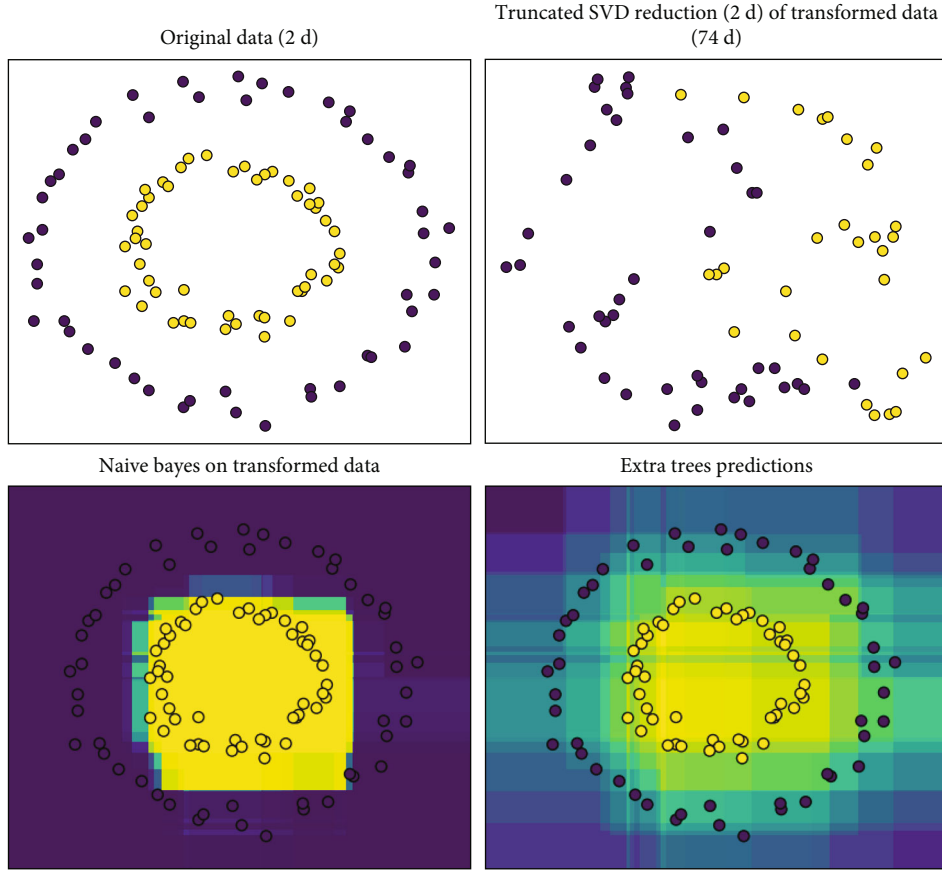 Original data (2 d)
Truncated SVD reduction (2 d) of transformed data
(74 d)
Naive bayes on transformed data
Extra trees predictions